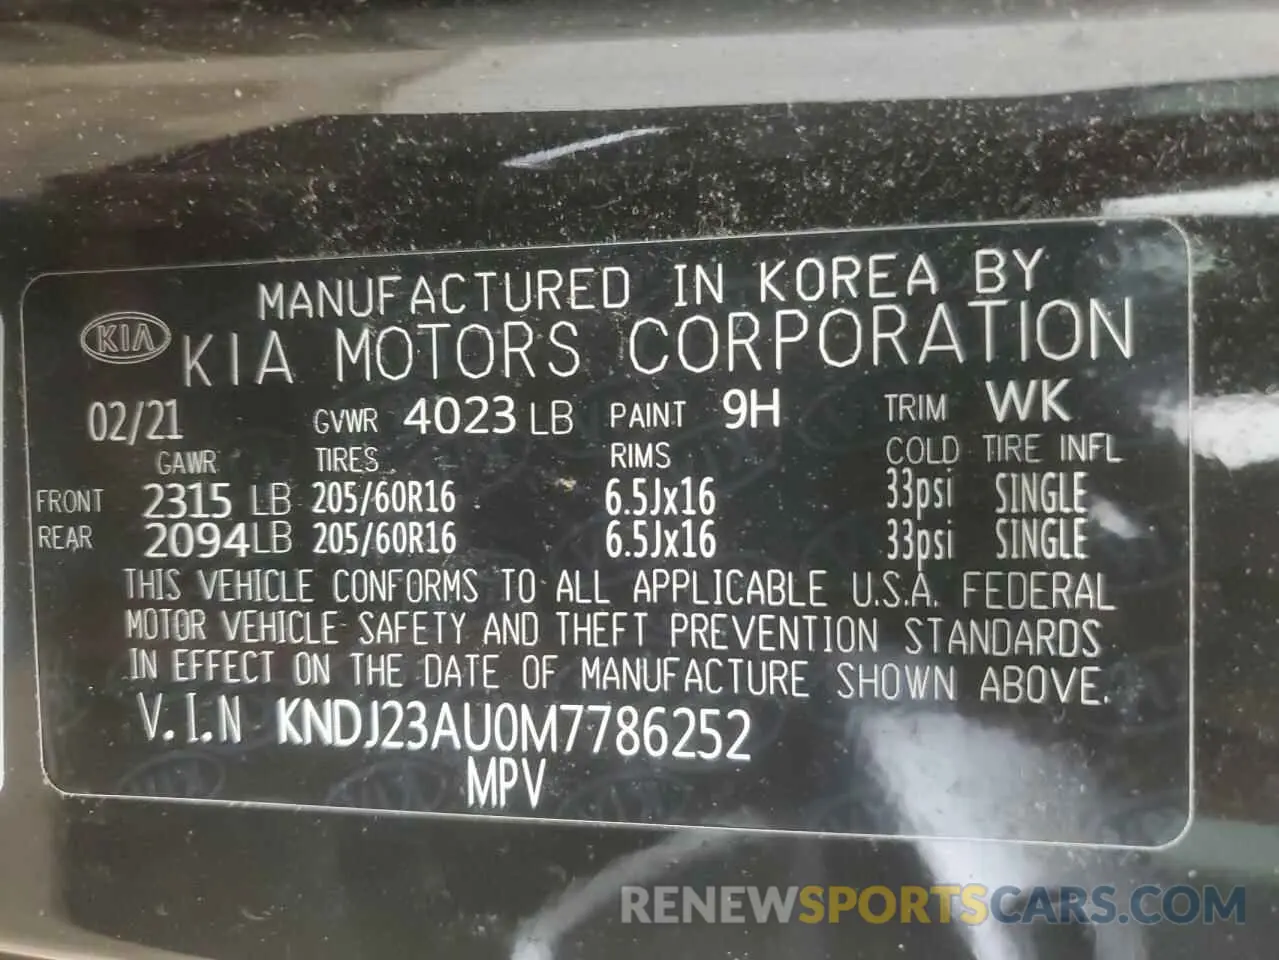 MANUFACTURED IN KOREA BY
KIA KIA MOTORS CORPORATION
02/21 GVWR 4023 LB PAINT 9H TRIM WK
GAWR TIRES RIMS COLD TIRE INFL
FRONT 2315 LB 205/60R16 6.5Jx16 33psi SINGLE
REAR 2094LB 205/60R16 6.5Jx16 33psi SINGLE
THIS VEHICLE CONFORMS TO ALL APPLICABLE U.S.A. FEDERAL
MOTOR VEHICLE SAFETY AND THEFT PREVENTION STANDARDS
IN EFFECT ON THE DATE OF MANUFACTURE SHOWN ABOVE.
V.I.N KNDJ23AU0M7786252
MPV
RENEWSPORTSCARS.COM